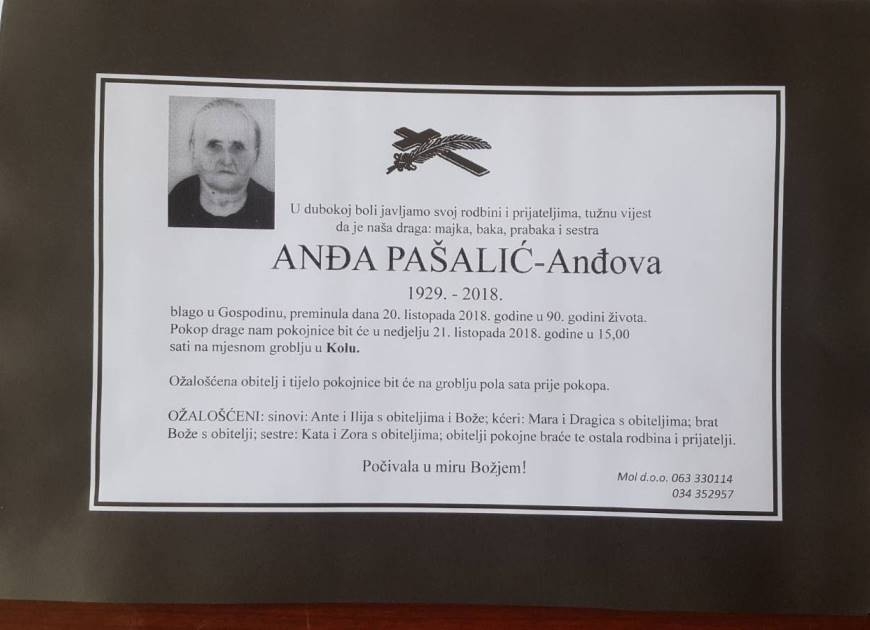 U dubokoj boli javljamo svoj rodbini i prijateljima, tužnu vijest
da je naša draga: majka, baka, prabaka i sestra
ANĐA PAŠALIĆ-Anđova
1929. - 2018.
blago u Gospodinu, preminula dana 20. listopada 2018. godine u 90. godini života.
Pokop drage nam pokojnice bit će u nedjelju 21. listopada 2018. godine u 15,00
sati na mjesnom groblju u Kolu.
Ožalošćena obitelj i tijelo pokojnice bit će na groblju pola sata prije pokopa.
OŽALOŠĆENI: sinovi: Ante i Ilija s obiteljima i Bože; kćeri: Mara i Dragica s obiteljima; brat
Bože s obitelji; sestre: Kata i Zora s obiteljima; obitelji pokojne braće te ostala rodbina i prijatelji.
Počivala u miru Božjem!
Mol d.o.o. 063 330114
034 352957